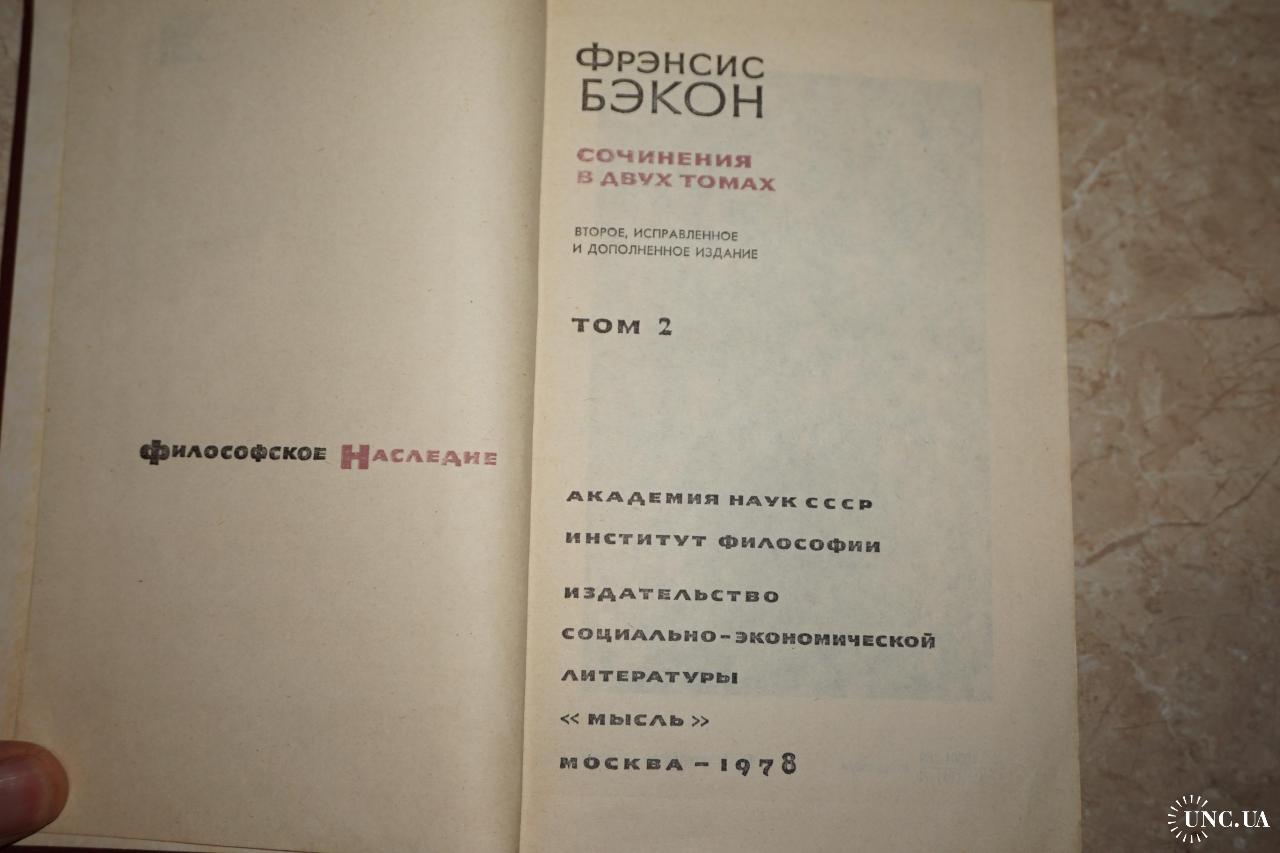 Философское Наследие
Фрэнсис
Бэкон
Сочинения
в двух томах
Второе, исправленное
и дополненное издание
Том 2
Академия наук СССР
Институт философии
Издательство
социально-экономической
литературы
« Мысль »
Москва – 1978
UNC.UA